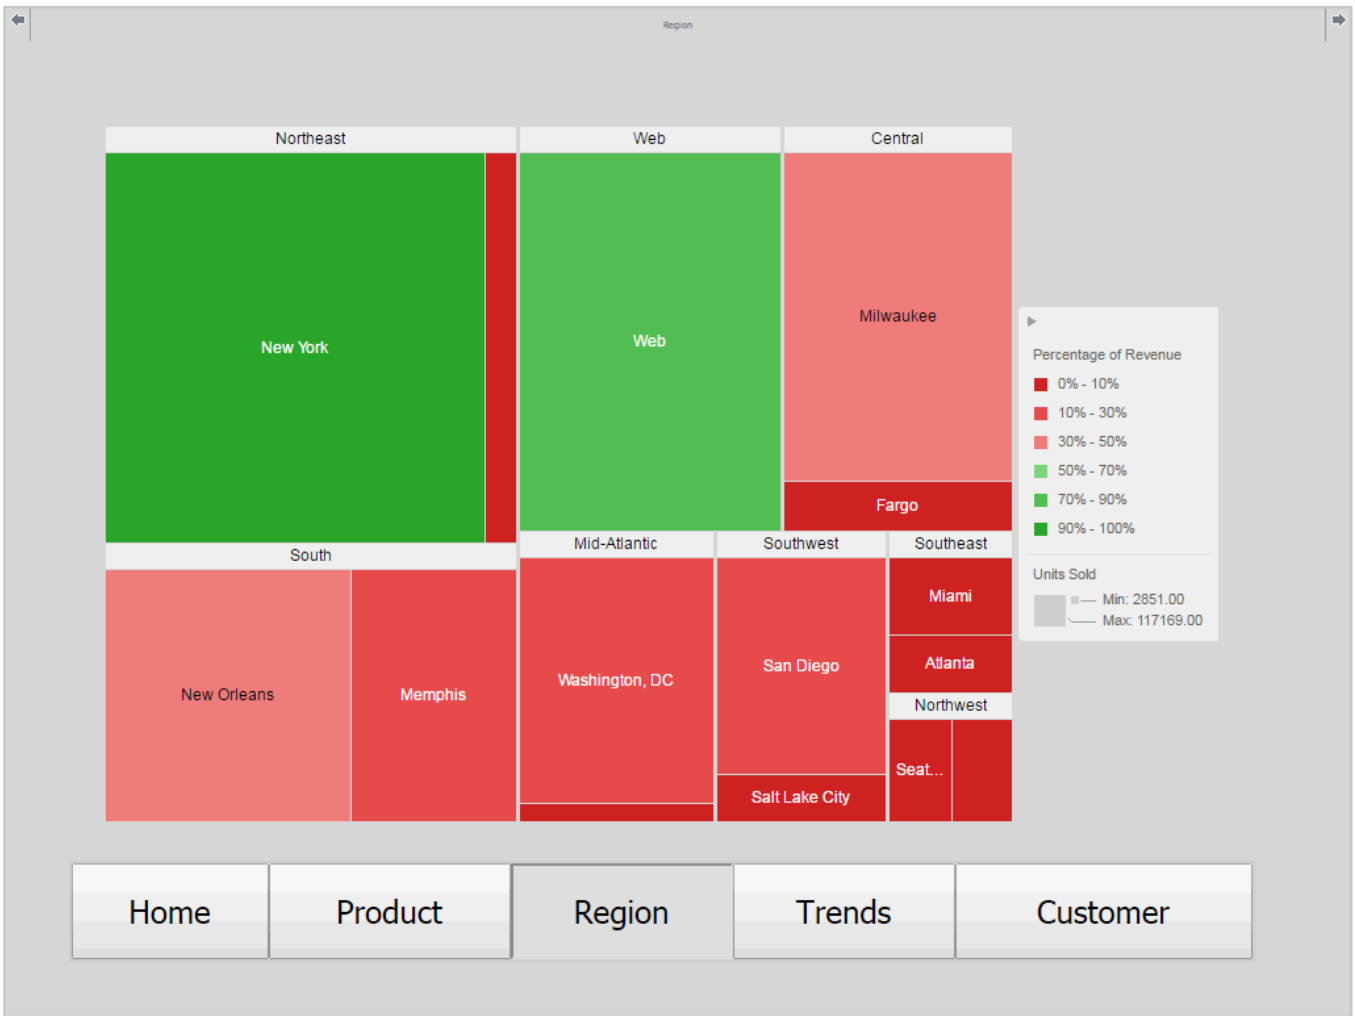 Region
Northeast
Web
Central
New York
Web
Milwaukee
Fargo
South
Mid-Atlantic
Southwest
Southeast
New Orleans
Memphis
Washington, DC
San Diego
Salt Lake City
Miami
Atlanta
Northwest
Seat...
Percentage of Revenue
0% - 10%
10% - 30%
30% - 50%
50% - 70%
70% - 90%
90% - 100%
Units Sold
Min: 2851.00
Max: 117169.00
Home
Product
Region
Trends
Customer